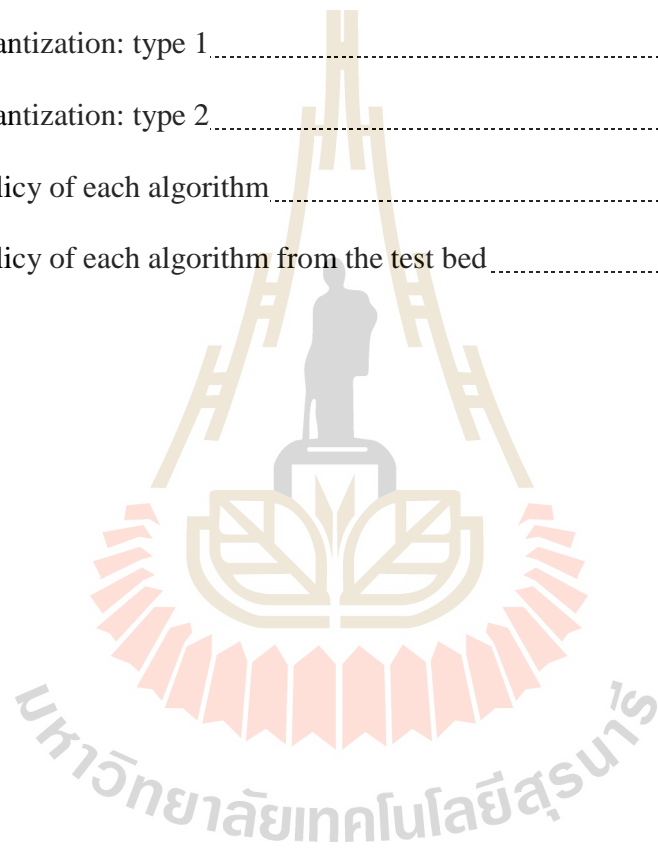 antization: type 1
antization: type 2
licy of each algorithm
licy of each algorithm from the test bed
มหาวิทยาลัยเทคโนโลยีสุรนารี